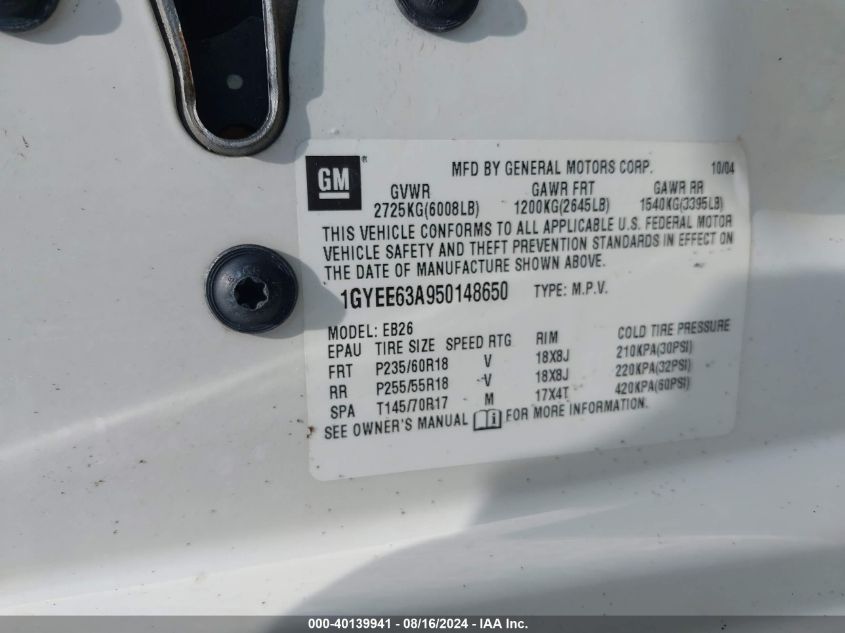 GM ® MFD BY GENERAL MOTORS CORP. 10/04
GVWR GAWR FRT GAWR RR
2725KG(6008LB) 1200KG(2645LB) 1540KG(3395LB)
THIS VEHICLE CONFORMS TO ALL APPLICABLE U.S. FEDERAL MOTOR
VEHICLE SAFETY AND THEFT PREVENTION STANDARDS IN EFFECT ON
THE DATE OF MANUFACTURE SHOWN ABOVE.
1GYEE63A950148650 TYPE: M.P.V.
MODEL: EB26
EPAU TIRE SIZE SPEED RTG RIM COLD TIRE PRESSURE
FRT P235/60R18 V 18X8J 210KPA(30PSI)
RR P255/55R18 V 18X8J 220KPA(32PSI)
SPA T145/70R17 M 17X4T 420KPA(60PSI)
SEE OWNER'S MANUAL i FOR MORE INFORMATION.
000-40139941 - 08/16/2024 - IAA Inc.